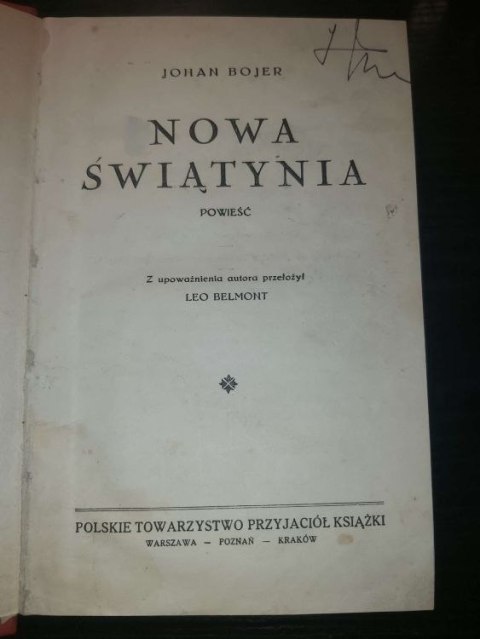 JOHAN BOJER
NOWA
ŚWIĄTYNIA
POWIEŚĆ
Z upoważnienia autora przełożył
LEO BELMONT
POLSKIE TOWARZYSTWO PRZYJACIÓŁ KSIĄŻKI
WARSZAWA — POZNAŃ — KRAKÓW